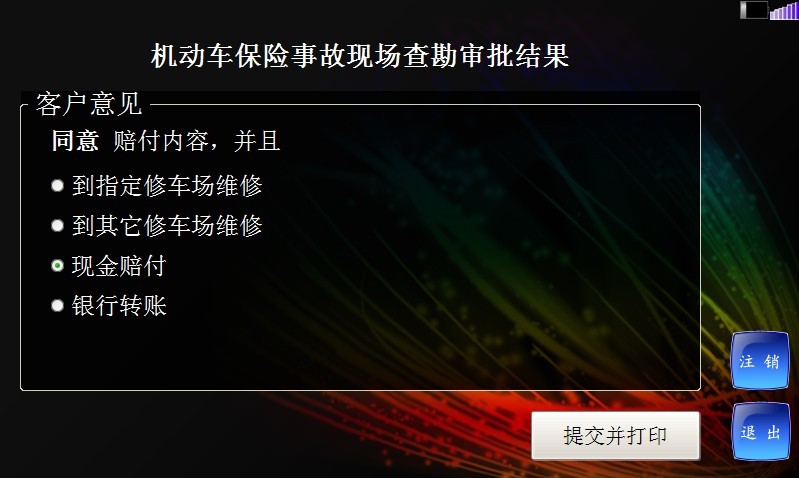 机动车保险事故现场查勘审批结果
客户意见
同意 赔付内容，并且
到指定修车场维修
到其它修车场维修
现金赔付
银行转账
注 销
提交并打印
退 出